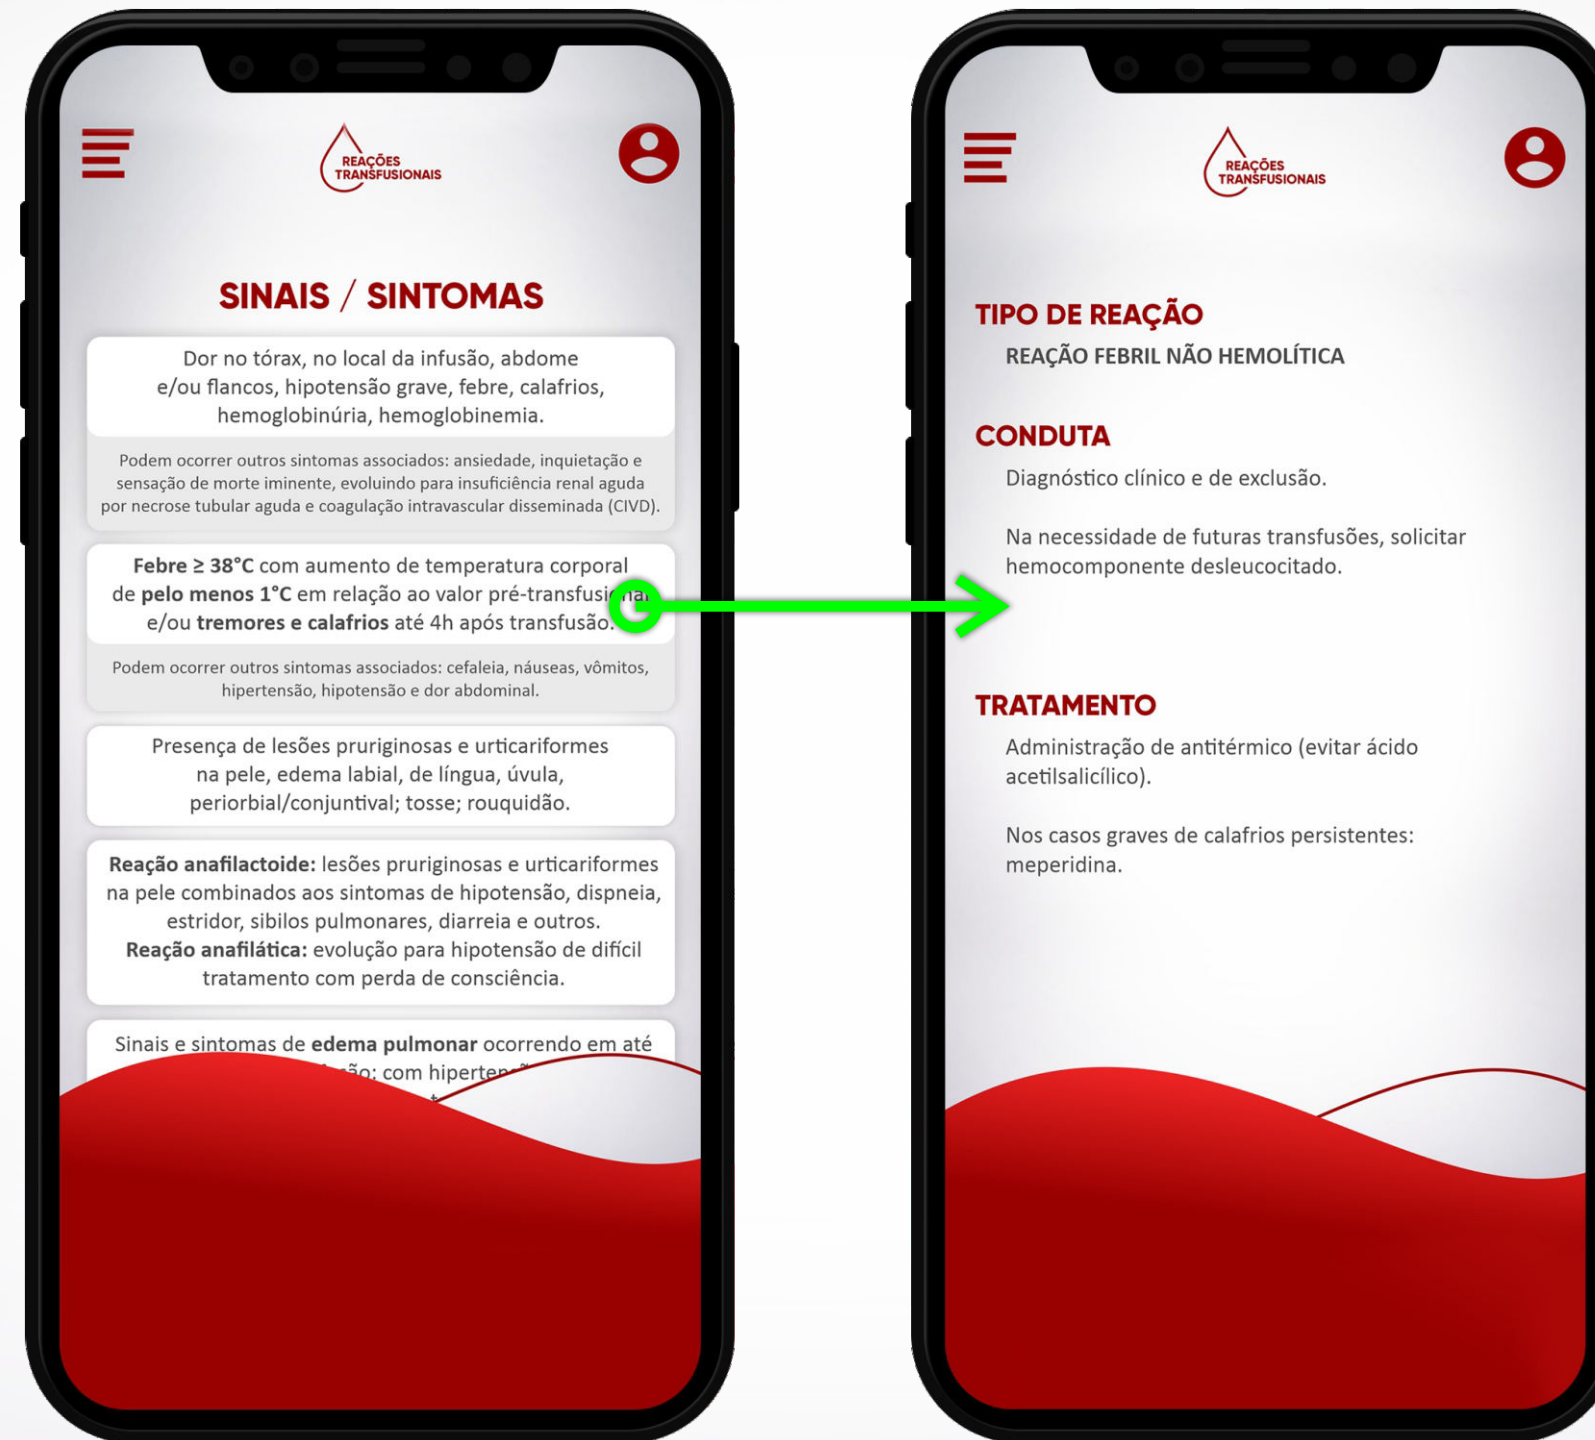 REAÇÕES
TRANSFUSIONAIS
SINAIS / SINTOMAS
Dor no tórax, no local da infusão, abdome
e/ou flancos, hipotensão grave, febre, calafrios,
hemoglobinúria, hemoglobinemia.
Podem ocorrer outros sintomas associados: ansiedade, inquietação e
sensação de morte iminente, evoluindo para insuficiência renal aguda
por necrose tubular aguda e coagulação intravascular disseminada (CIVD).
Febre ≥ 38°C com aumento de temperatura corporal
de pelo menos 1°C em relação ao valor pré-transfusional
e/ou tremores e calafrios até 4h após transfusão.
Podem ocorrer outros sintomas associados: cefaleia, náuseas, vômitos,
hipertensão, hipotensão e dor abdominal.
Presença de lesões pruriginosas e urticariformes
na pele, edema labial, de língua, úvula,
periorbial/conjuntival; tosse; rouquidão.
Reação anafilactoide: lesões pruriginosas e urticariformes
na pele combinados aos sintomas de hipotensão, dispneia,
estridor, sibilos pulmonares, diarreia e outros.
Reação anafilática: evolução para hipotensão de difícil
tratamento com perda de consciência.
Sinais e sintomas de edema pulmonar ocorrendo em até
com
REAÇÕES
TRANSFUSIONAIS
TIPO DE REAÇÃO
REAÇÃO FEBRIL NÃO HEMOLÍTICA
CONDUTA
Diagnóstico clínico e de exclusão.
Na necessidade de futuras transfusões, solicitar
hemocomponente desleucocitado.
TRATAMENTO
Administração de antitérmico (evitar ácido
acetilsalicílico).
Nos casos graves de calafrios persistentes:
meperidina.